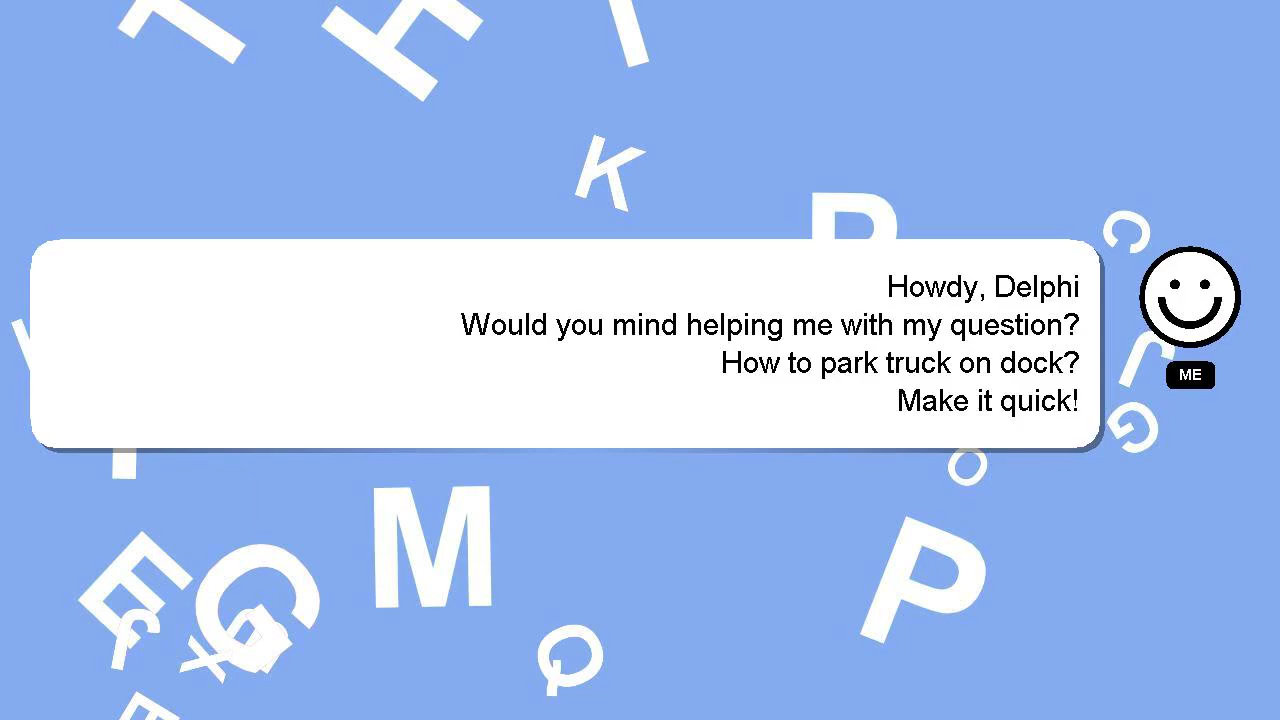 Howdy, Delphi
Would you mind helping me with my question?
How to park truck on dock?
Make it quick!
ME